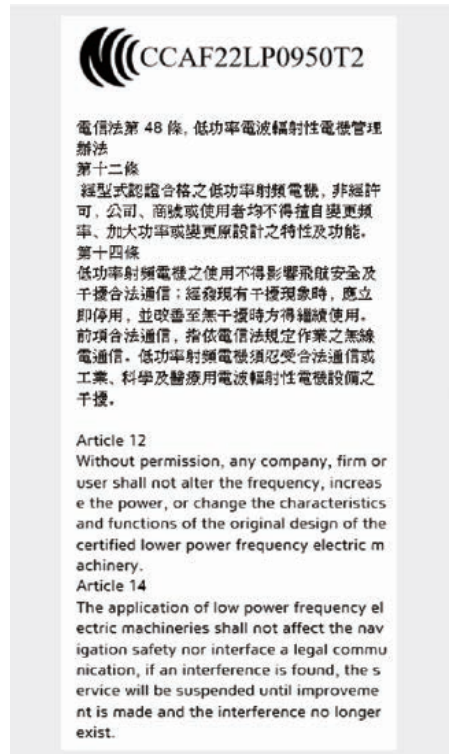 CCAF22LP0950T2
電信法第 48 條, 低功率電波輻射性電機管理
辦法
第十二條
經型式認證合格之低功率射頻電機, 非經許
可, 公司、商號或使用者均不得擅自變更頻
率、加大功率或變更原設計之特性及功能。
第十四條
低功率射頻電機之使用不得影響飛航安全及
干擾合法通信；經發現有干擾現象時, 應立
即停用, 並改善至無干擾時方得繼續使用。
前項合法通信, 指依電信法規定作業之無線
電通信。低功率射頻電機須忍受合法通信或
工業、科學及醫療用電波輻射性電機設備之
干擾。
Article 12
Without permission, any company, firm or
user shall not alter the frequency, increas
e the power, or change the characteristics
and functions of the original design of the
certified lower power frequency electric m
achinery.
Article 14
The application of low power frequency el
ectric machineries shall not affect the nav
igation safety nor interface a legal commu
nication, if an interference is found, the s
ervice will be suspended until improveme
nt is made and the interference no longer
exist.